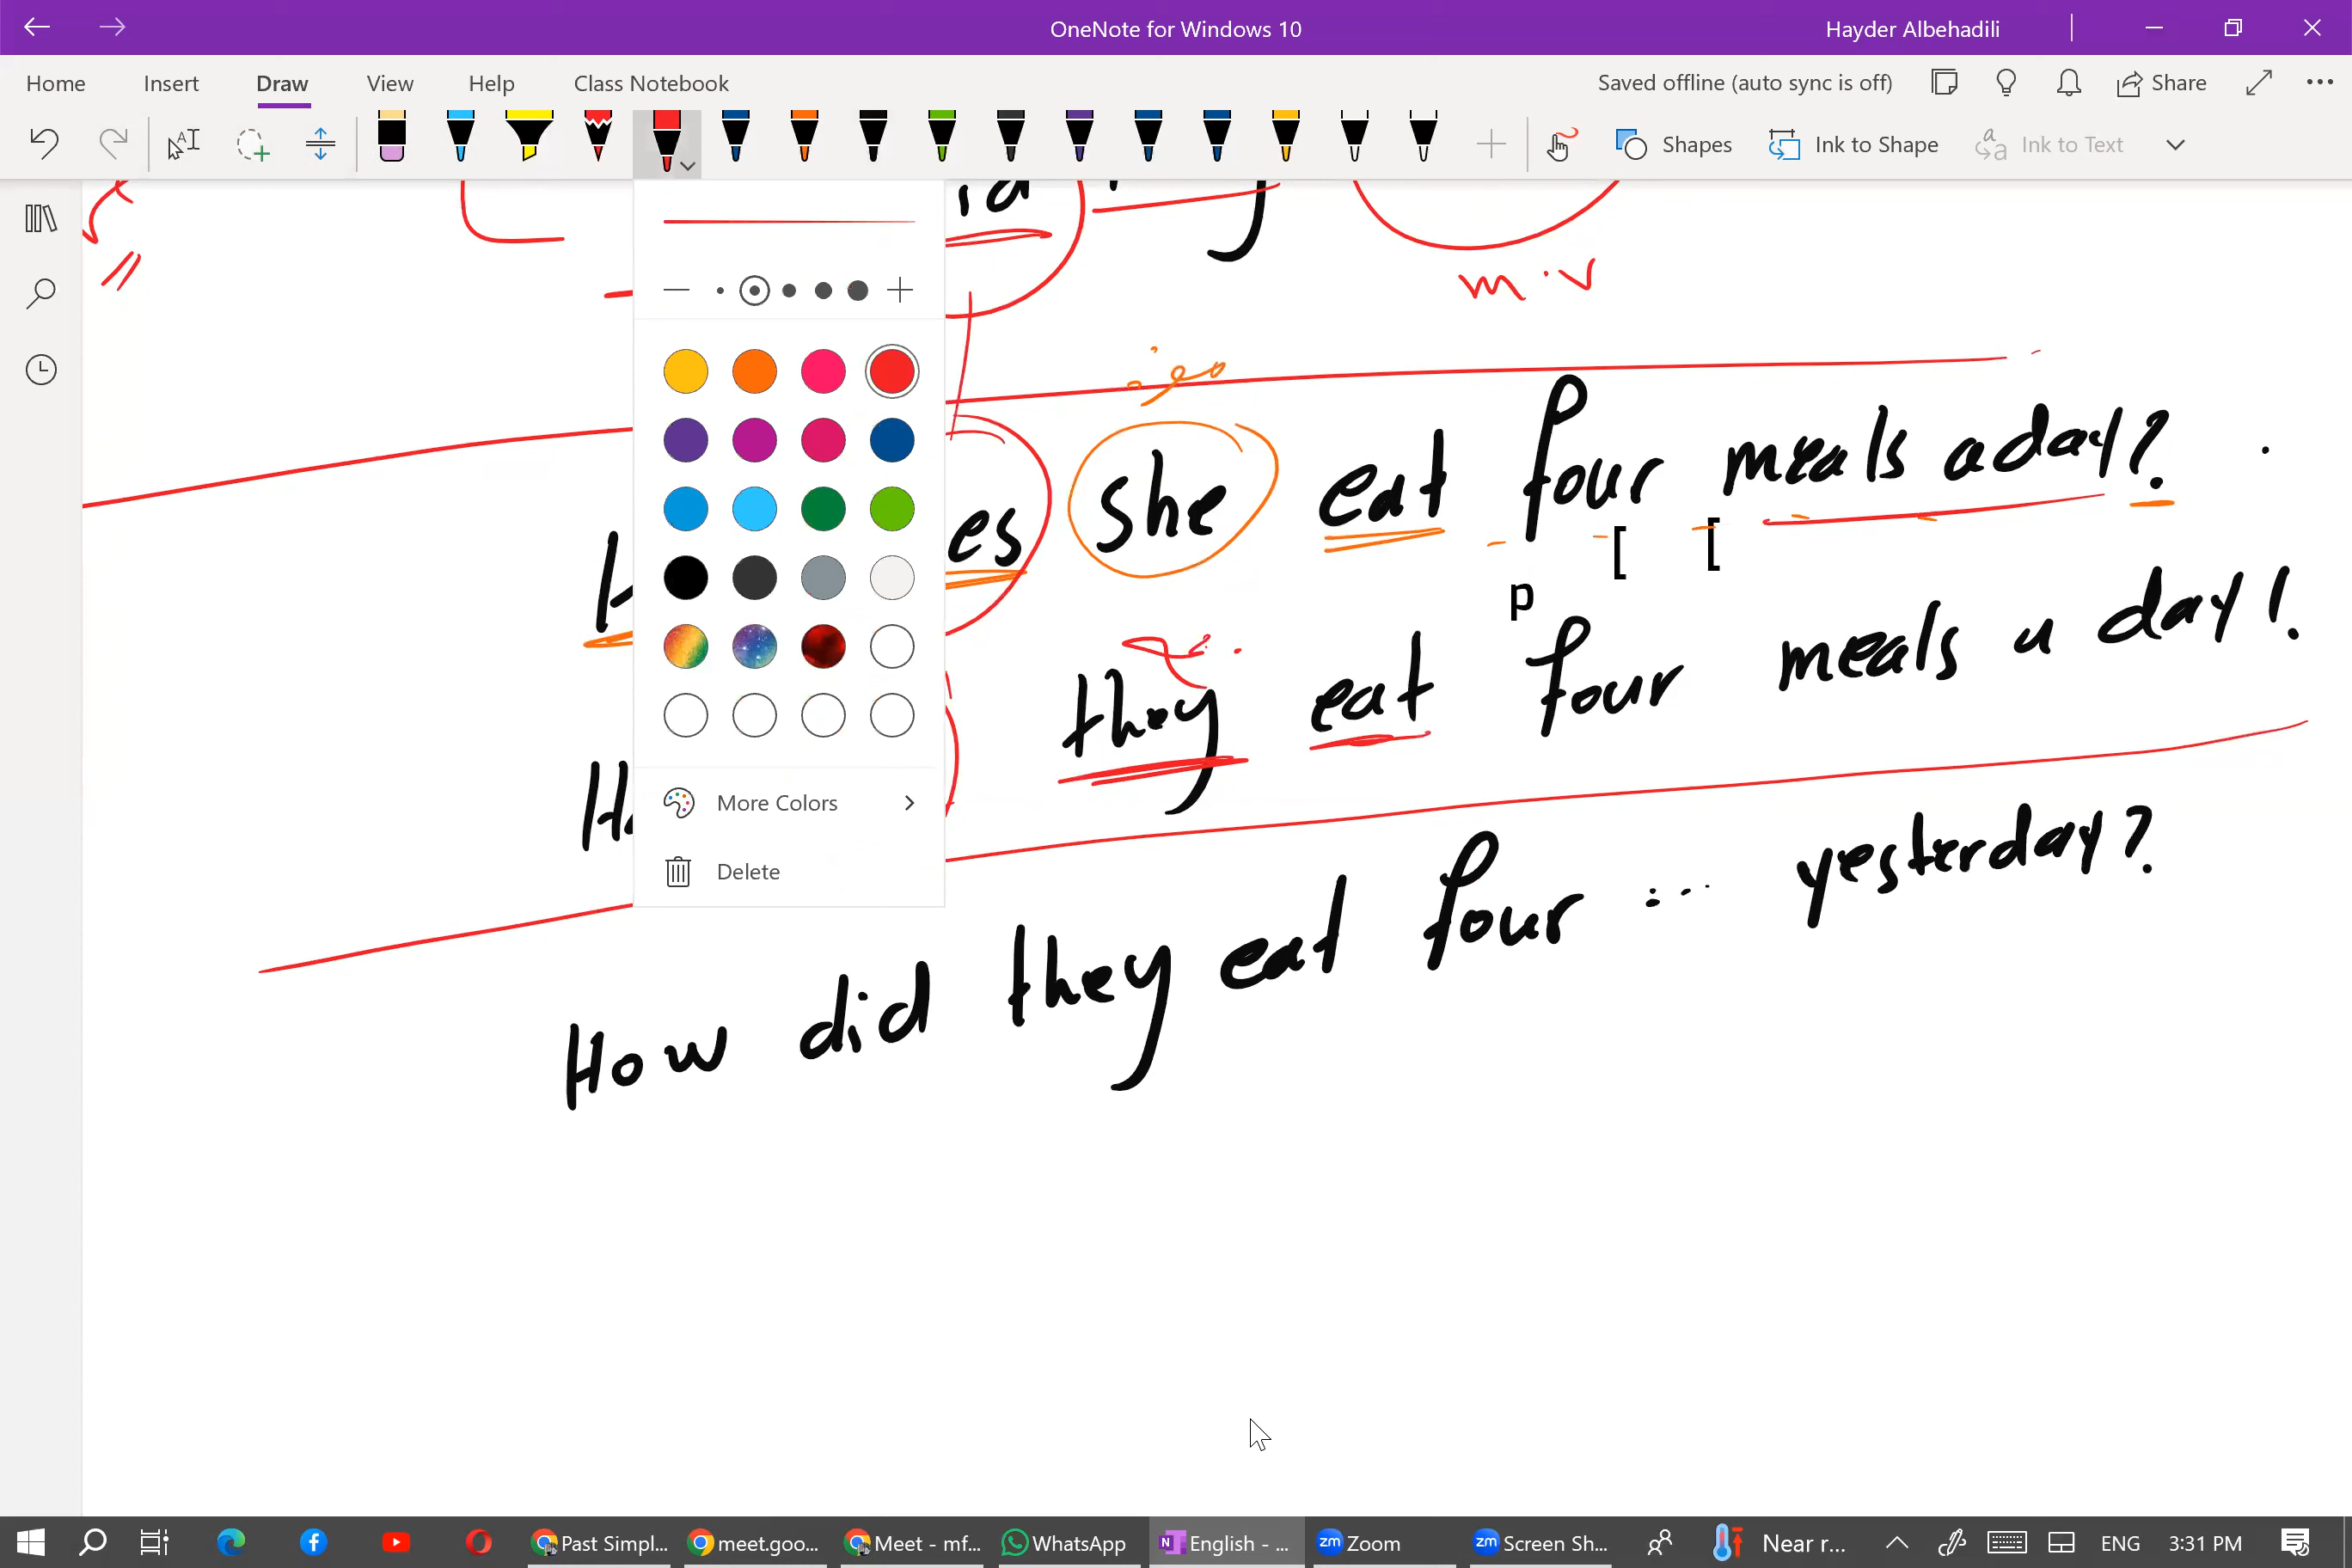 OneNote for Windows 10
Hayder Albehadili
Home Insert Draw View Help Class Notebook
Saved offline (auto sync is off)
Share
Shapes
Ink to Shape
Ink to Text
m.v
es she eat four meals a day?
[ [
p
they eat four meals a day?
More Colors
Delete
How did they eat four ... yesterday?
Past Simpl...
meet.goo...
Meet - mf...
WhatsApp
English - ...
Zoom
Screen Sh...
Near r...
ENG
3:31 PM